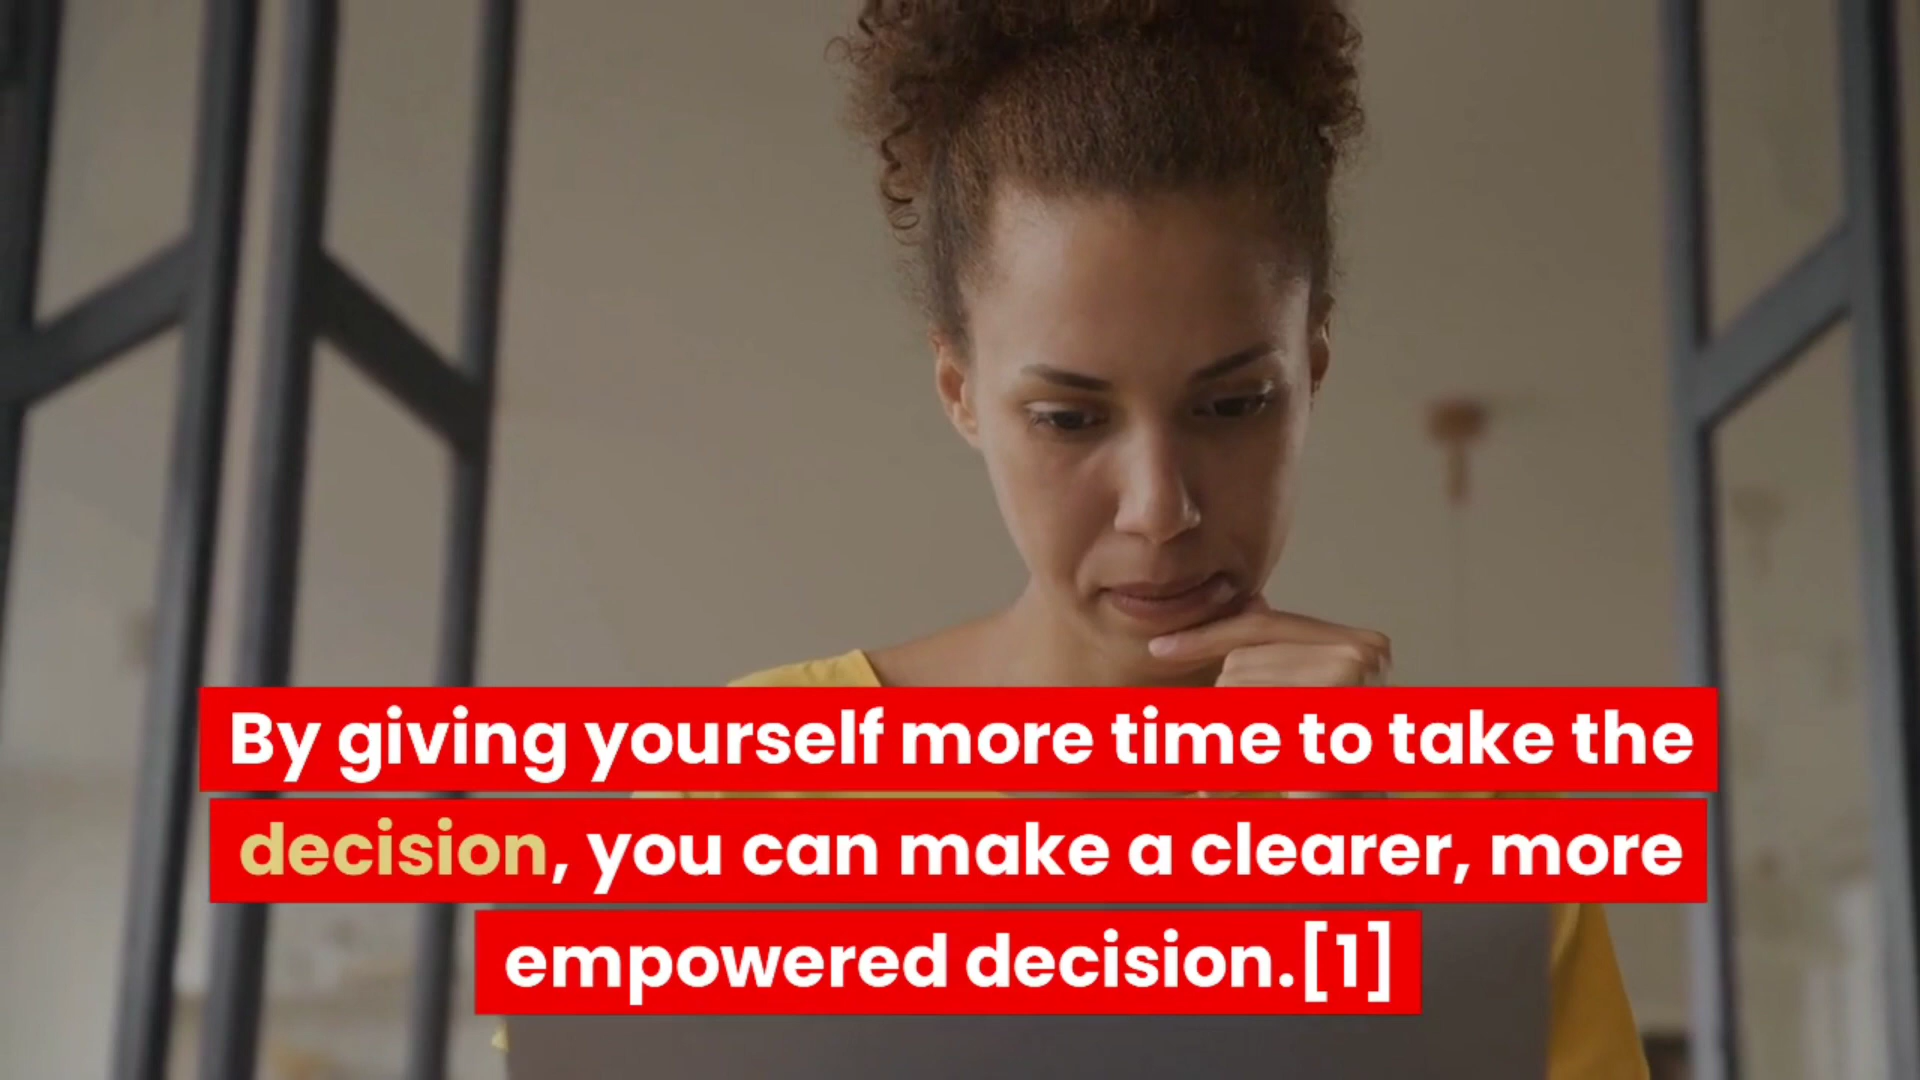 By giving yourself more time to take the
decision, you can make a clearer, more
empowered decision.[1]